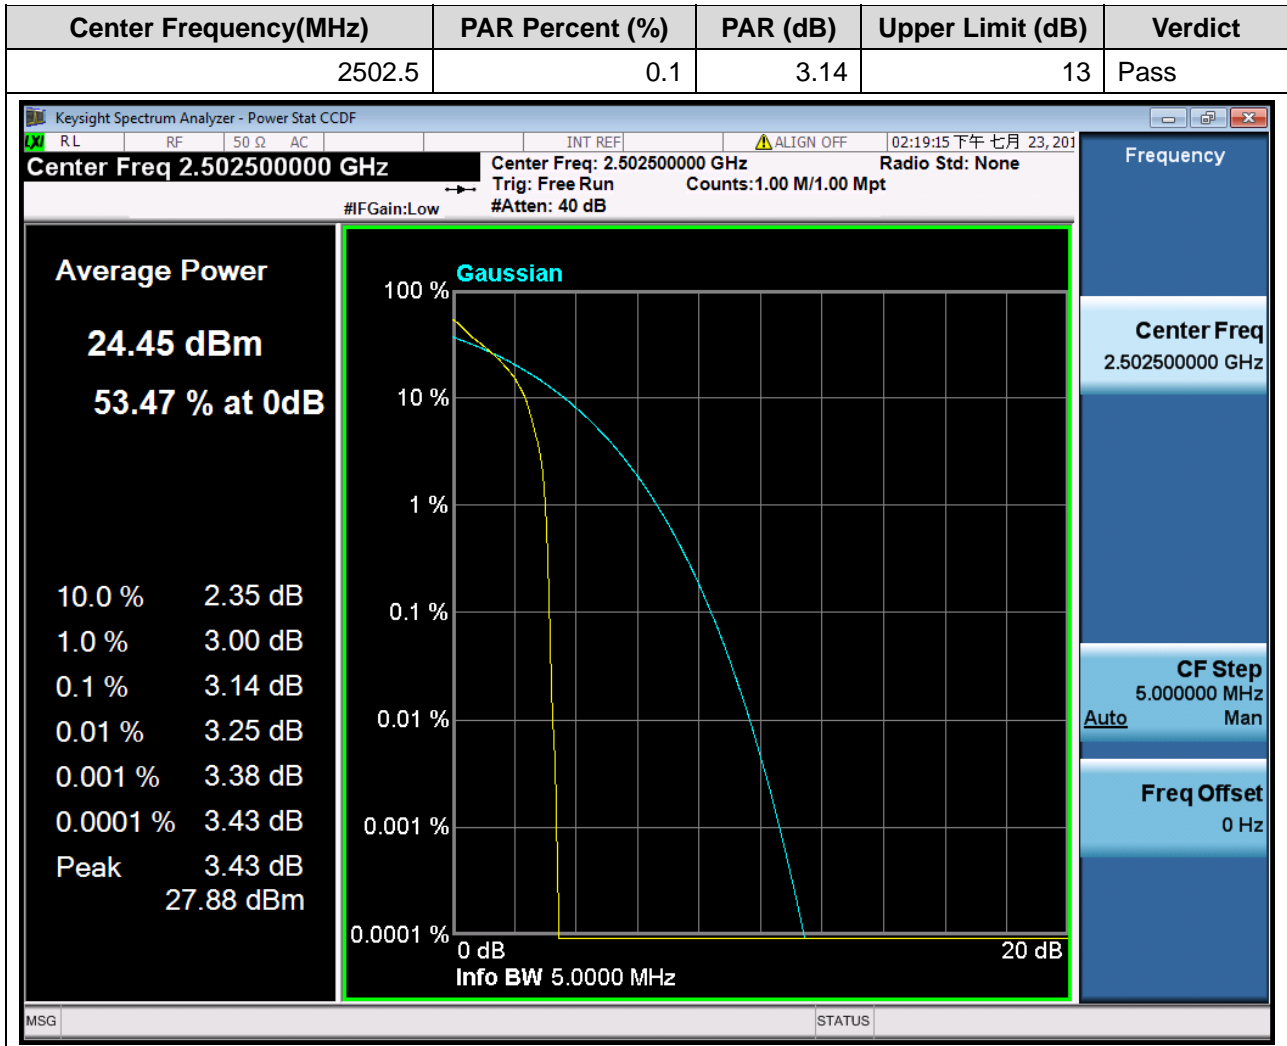 Center Frequency(MHz) PAR Percent (%) PAR (dB) Upper Limit (dB) Verdict
2502.5 0.1 3.14 13 Pass
Keysight Spectrum Analyzer - Power Stat CCDF
LXI RL RF 50 Ω AC INT REF ALIGN OFF 02:19:15 下午 七月 23, 201
Center Freq 2.502500000 GHz
Center Freq: 2.502500000 GHz Radio Std: None
Trig: Free Run Counts:1.00 M/1.00 Mpt
#IFGain:Low #Atten: 40 dB
Frequency
Average Power
24.45 dBm
53.47 % at 0dB
10.0 % 2.35 dB
1.0 % 3.00 dB
0.1 % 3.14 dB
0.01 % 3.25 dB
0.001 % 3.38 dB
0.0001 % 3.43 dB
Peak 3.43 dB
27.88 dBm
Gaussian
100 %
10 %
1 %
0.1 %
0.01 %
0.001 %
0.0001 %
0 dB 20 dB
Info BW 5.0000 MHz
Center Freq
2.502500000 GHz
CF Step
5.000000 MHz
Auto Man
Freq Offset
0 Hz
MSG STATUS